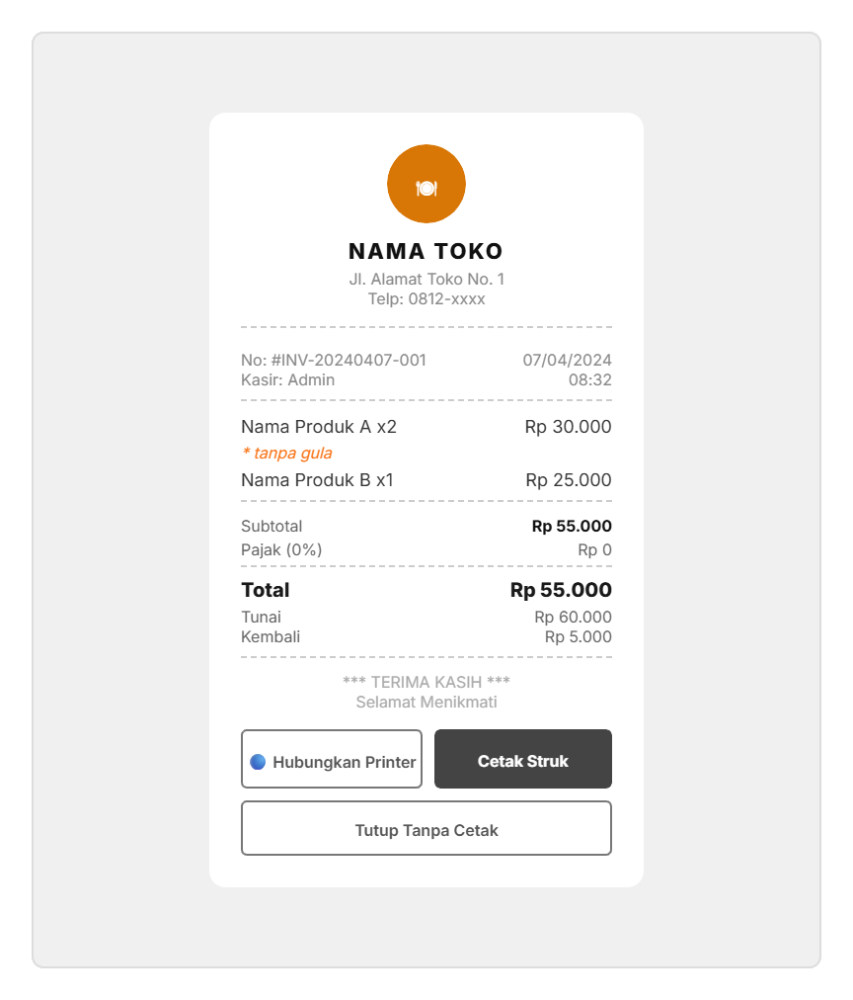 NAMA TOKO
Jl. Alamat Toko No. 1
Telp: 0812-xxxx
No: #INV-20240407-001 07/04/2024
Kasir: Admin 08:32
Nama Produk A x2 Rp 30.000
* tanpa gula
Nama Produk B x1 Rp 25.000
Subtotal Rp 55.000
Pajak (0%) Rp 0
Total Rp 55.000
Tunai Rp 60.000
Kembali Rp 5.000
*** TERIMA KASIH ***
Selamat Menikmati
Hubungkan Printer Cetak Struk
Tutup Tanpa Cetak